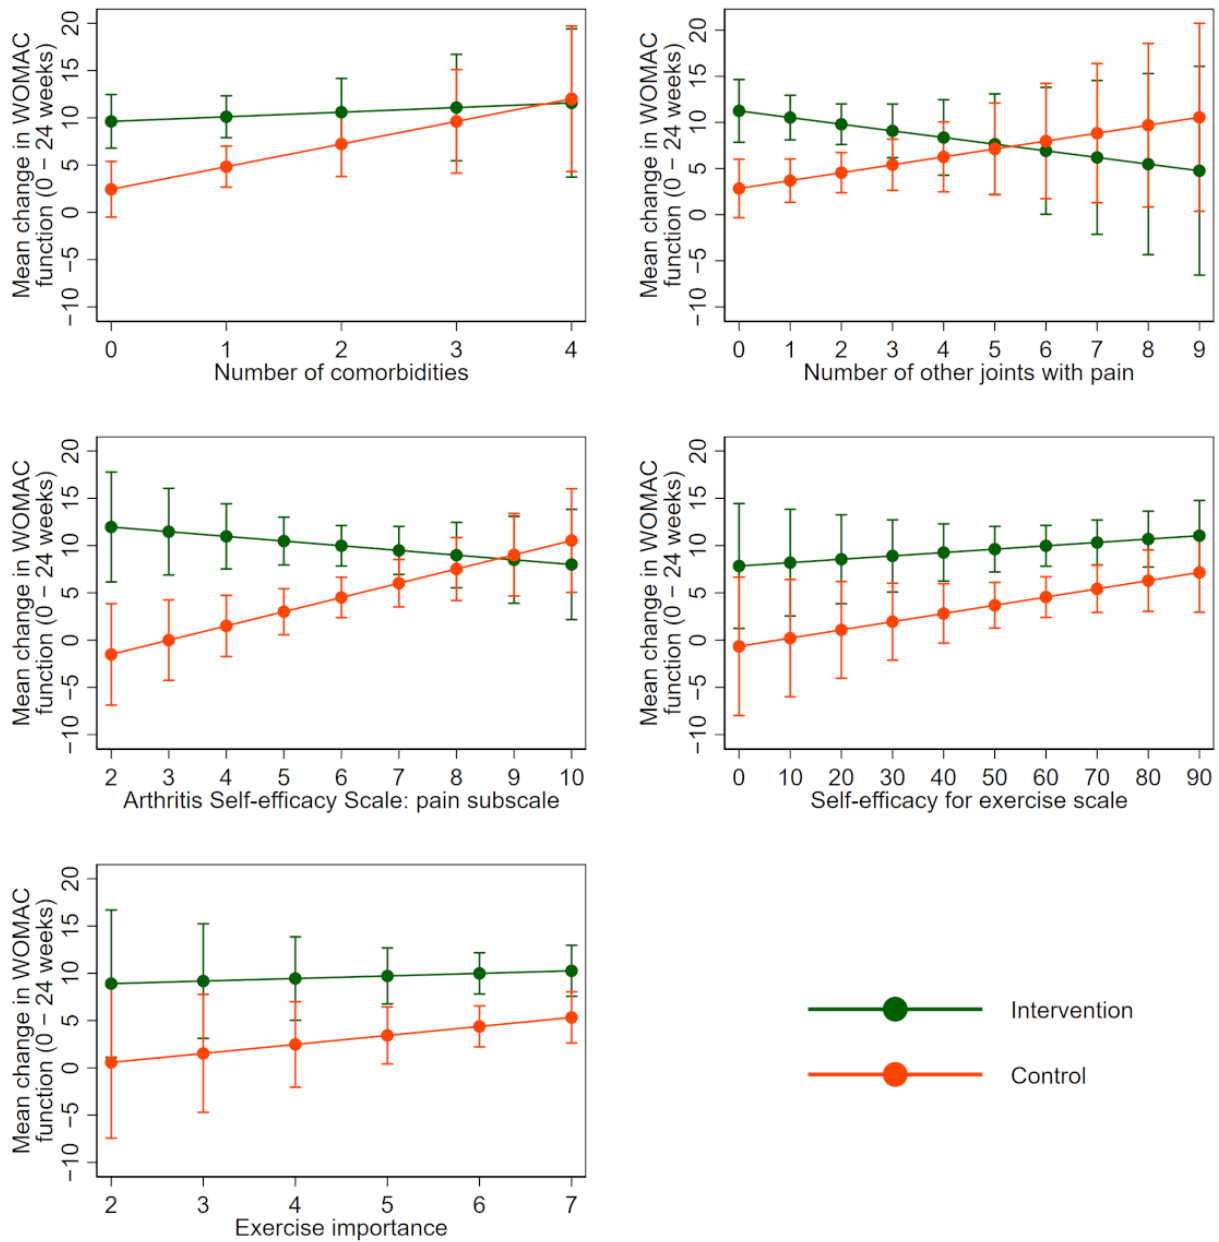 Mean change in WOMAC
function (0 − 24 weeks)
20
15
10
5
0
−5
−10
0 1 2 3 4
Number of comorbidities
Mean change in WOMAC
function (0 − 24 weeks)
20
15
10
5
0
−5
−10
0 1 2 3 4 5 6 7 8 9
Number of other joints with pain
Mean change in WOMAC
function (0 − 24 weeks)
20
15
10
5
0
−5
−10
2 3 4 5 6 7 8 9 10
Arthritis Self-efficacy Scale: pain subscale
Mean change in WOMAC
function (0 − 24 weeks)
20
15
10
5
0
−5
−10
0 10 20 30 40 50 60 70 80 90
Self-efficacy for exercise scale
Mean change in WOMAC
function (0 − 24 weeks)
20
15
10
5
0
−5
−10
2 3 4 5 6 7
Exercise importance
Intervention
Control